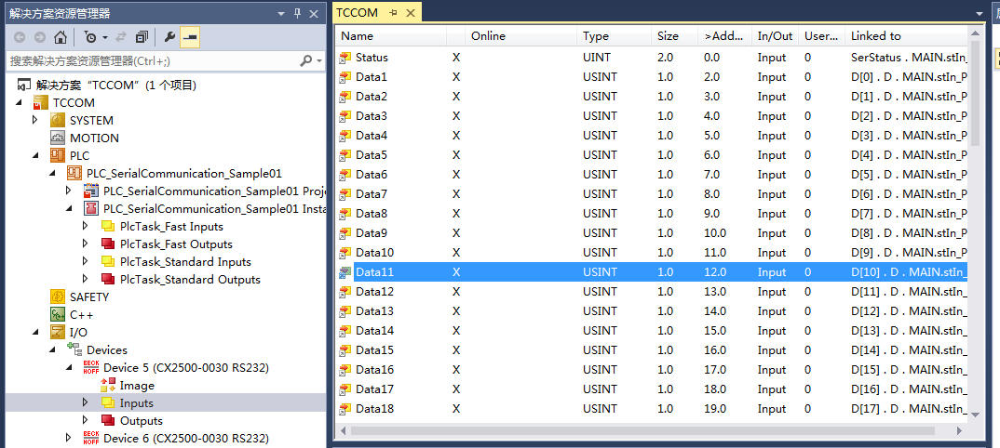 解决方案资源管理器
搜索解决方案资源管理器(Ctrl+;)
解决方案 “TCCOM” (1 个项目)
TCCOM
SYSTEM
MOTION
PLC
PLC_SerialCommunication_Sample01
PLC_SerialCommunication_Sample01 Proje
PLC_SerialCommunication_Sample01 Insta
PlcTask_Fast Inputs
PlcTask_Fast Outputs
PlcTask_Standard Inputs
PlcTask_Standard Outputs
SAFETY
C++
I/O
Devices
BECKHOFF Device 5 (CX2500-0030 RS232)
Image
Inputs
Outputs
BECKHOFF Device 6 (CX2500-0030 RS232)
TCCOM
Name Online Type Size >Add... In/Out User... Linked to
Status X UINT 2.0 0.0 Input 0 SerStatus . MAIN.stIn_
Data1 X USINT 1.0 2.0 Input 0 D[0] . D . MAIN.stIn_P
Data2 X USINT 1.0 3.0 Input 0 D[1] . D . MAIN.stIn_P
Data3 X USINT 1.0 4.0 Input 0 D[2] . D . MAIN.stIn_P
Data4 X USINT 1.0 5.0 Input 0 D[3] . D . MAIN.stIn_P
Data5 X USINT 1.0 6.0 Input 0 D[4] . D . MAIN.stIn_P
Data6 X USINT 1.0 7.0 Input 0 D[5] . D . MAIN.stIn_P
Data7 X USINT 1.0 8.0 Input 0 D[6] . D . MAIN.stIn_P
Data8 X USINT 1.0 9.0 Input 0 D[7] . D . MAIN.stIn_P
Data9 X USINT 1.0 10.0 Input 0 D[8] . D . MAIN.stIn_P
Data10 X USINT 1.0 11.0 Input 0 D[9] . D . MAIN.stIn_P
Data11 X USINT 1.0 12.0 Input 0 D[10] . D . MAIN.stIn_
Data12 X USINT 1.0 13.0 Input 0 D[11] . D . MAIN.stIn_
Data13 X USINT 1.0 14.0 Input 0 D[12] . D . MAIN.stIn_
Data14 X USINT 1.0 15.0 Input 0 D[13] . D . MAIN.stIn_
Data15 X USINT 1.0 16.0 Input 0 D[14] . D . MAIN.stIn_
Data16 X USINT 1.0 17.0 Input 0 D[15] . D . MAIN.stIn_
Data17 X USINT 1.0 18.0 Input 0 D[16] . D . MAIN.stIn_
Data18 X USINT 1.0 19.0 Input 0 D[17] . D . MAIN.stIn_